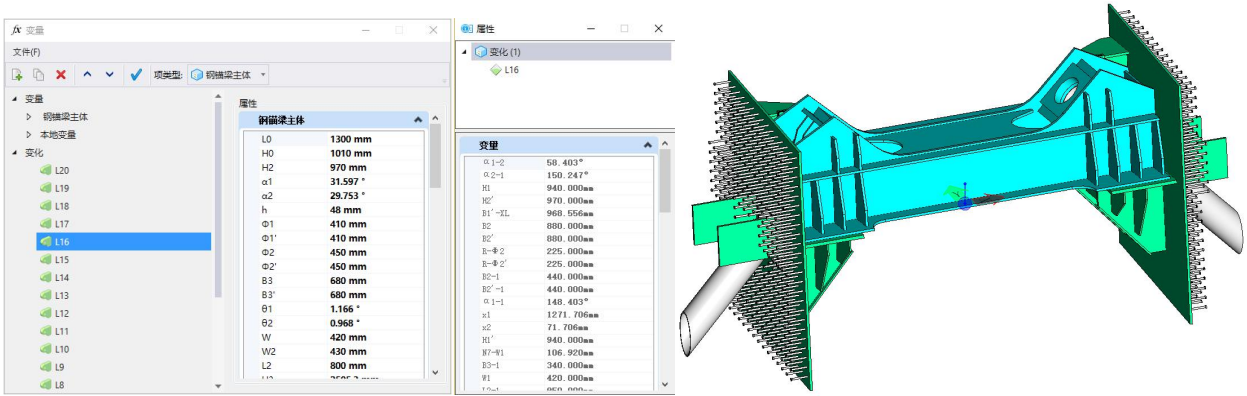 fx 变量
文件(F)
项类型: 钢锚梁主体
变量
钢锚梁主体
本地变量
变化
L20
L19
L18
L17
L16
L15
L14
L13
L12
L11
L10
L9
L8
属性
钢锚梁主体
L0 1300 mm
H0 1010 mm
H2 970 mm
α1 31.597 °
α2 29.753 °
h 48 mm
Φ1 410 mm
Φ1' 410 mm
Φ2 450 mm
Φ2' 450 mm
B3 680 mm
B3' 680 mm
θ1 1.166 °
θ2 0.968 °
W 420 mm
W2 430 mm
L2 800 mm
属性
变化 (1)
L16
变量
α1-2 58.403°
α2-1 150.247°
H1 940.000mm
H2' 970.000mm
B1'-XL 968.556mm
B2 880.000mm
B2' 880.000mm
R-Φ2 225.000mm
R-Φ2' 225.000mm
B2-1 440.000mm
B2'-1 440.000mm
α1-1 148.403°
x1 1271.706mm
x2 71.706mm
H1' 940.000mm
N7-W1 106.920mm
B3-1 340.000mm
W1 420.000mm